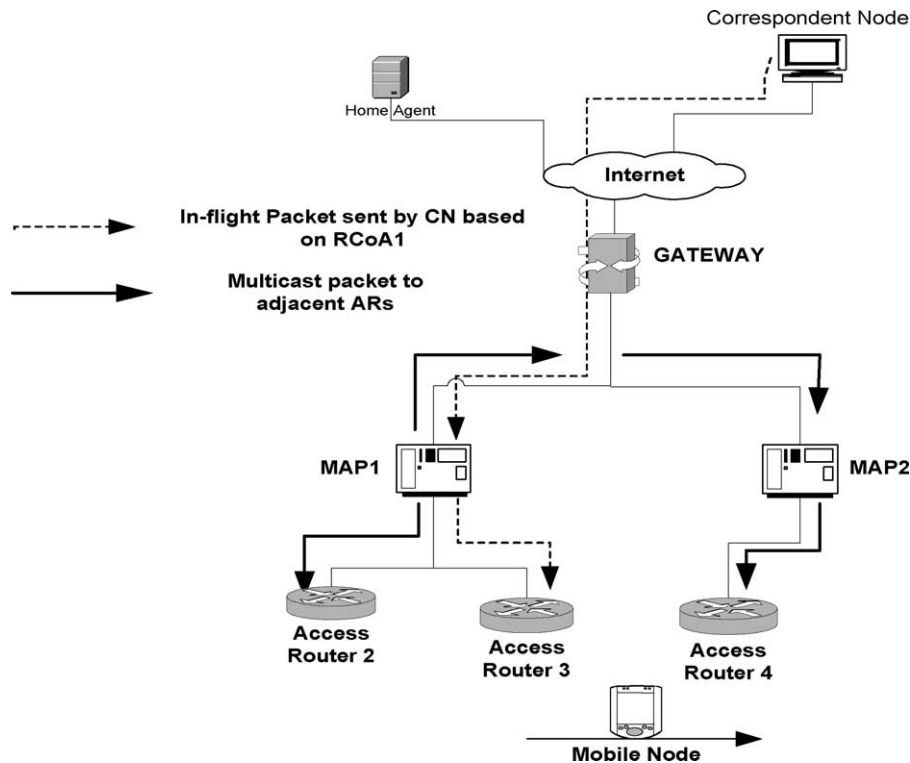 Correspondent Node
Home Agent
Internet
In-flight Packet sent by CN based
on RCoA1
GATEWAY
Multicast packet to
adjacent ARs
MAP1
MAP2
Access
Router 2
Access
Router 3
Access
Router 4
Mobile Node